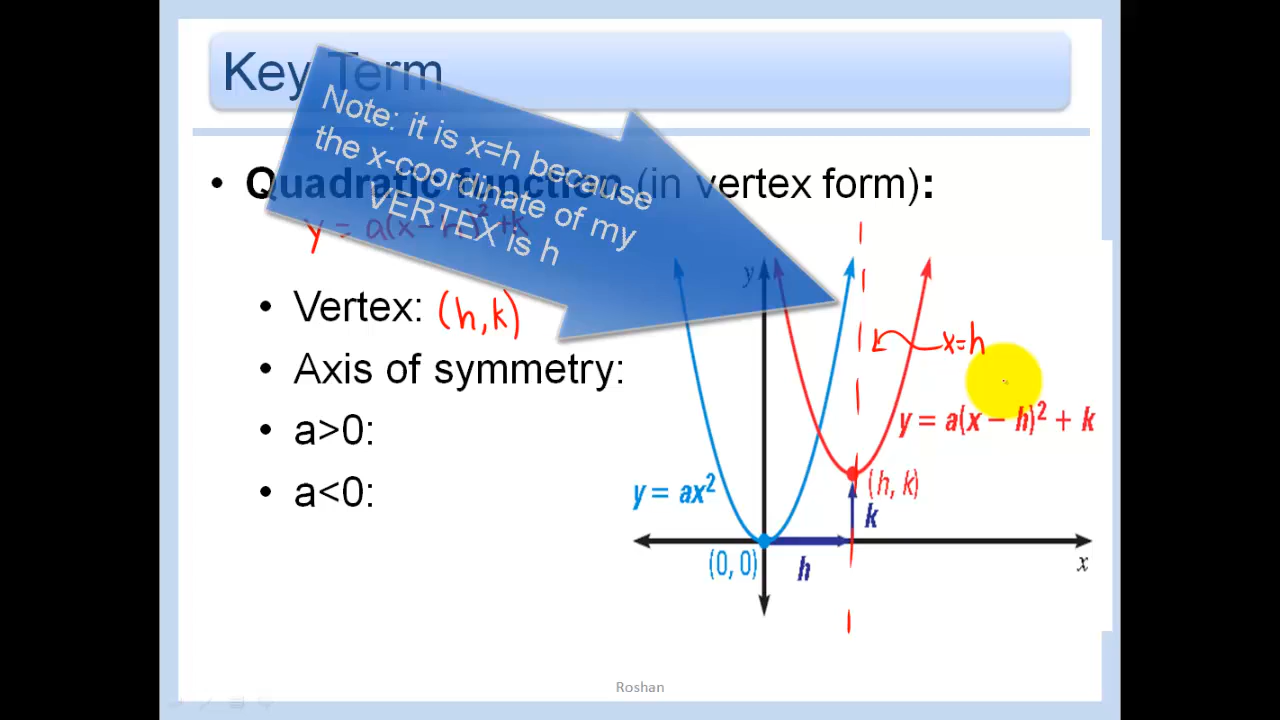 Key Term
Note: it is x=h because
the x-coordinate of my
VERTEX is h
• Quadratic function (in vertex form):
y = a(x-h)² +k
• Vertex: (h,k)
• Axis of symmetry:
• a>0:
• a<0:
y
x=h
y = a(x – h)² + k
y = ax²
(h, k)
k
(0, 0)
h
x
Roshan